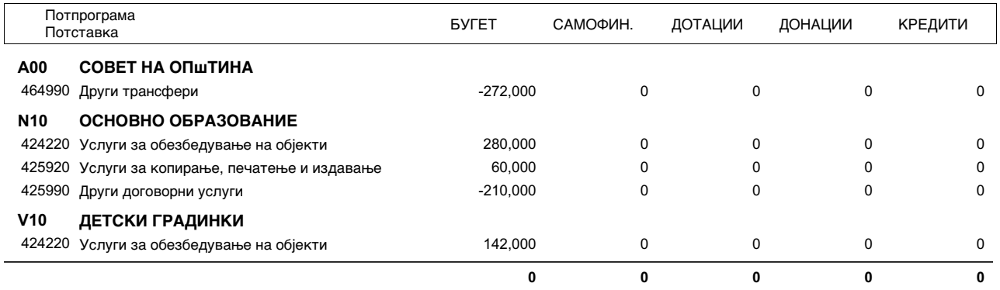 Потпрограма
Потставка БУГЕТ САМОФИН. ДОТАЦИИ ДОНАЦИИ КРЕДИТИ
A00 СОВЕТ НА ОПшТИНА
464990 Други трансфери -272,000 0 0 0 0
N10 ОСНОВНО ОБРАЗОВАНИЕ
424220 Услуги за обезбедување на објекти 280,000 0 0 0 0
425920 Услуги за копирање, печатење и издавање 60,000 0 0 0 0
425990 Други договорни услуги -210,000 0 0 0 0
V10 ДЕТСКИ ГРАДИНКИ
424220 Услуги за обезбедување на објекти 142,000 0 0 0 0
0 0 0 0 0